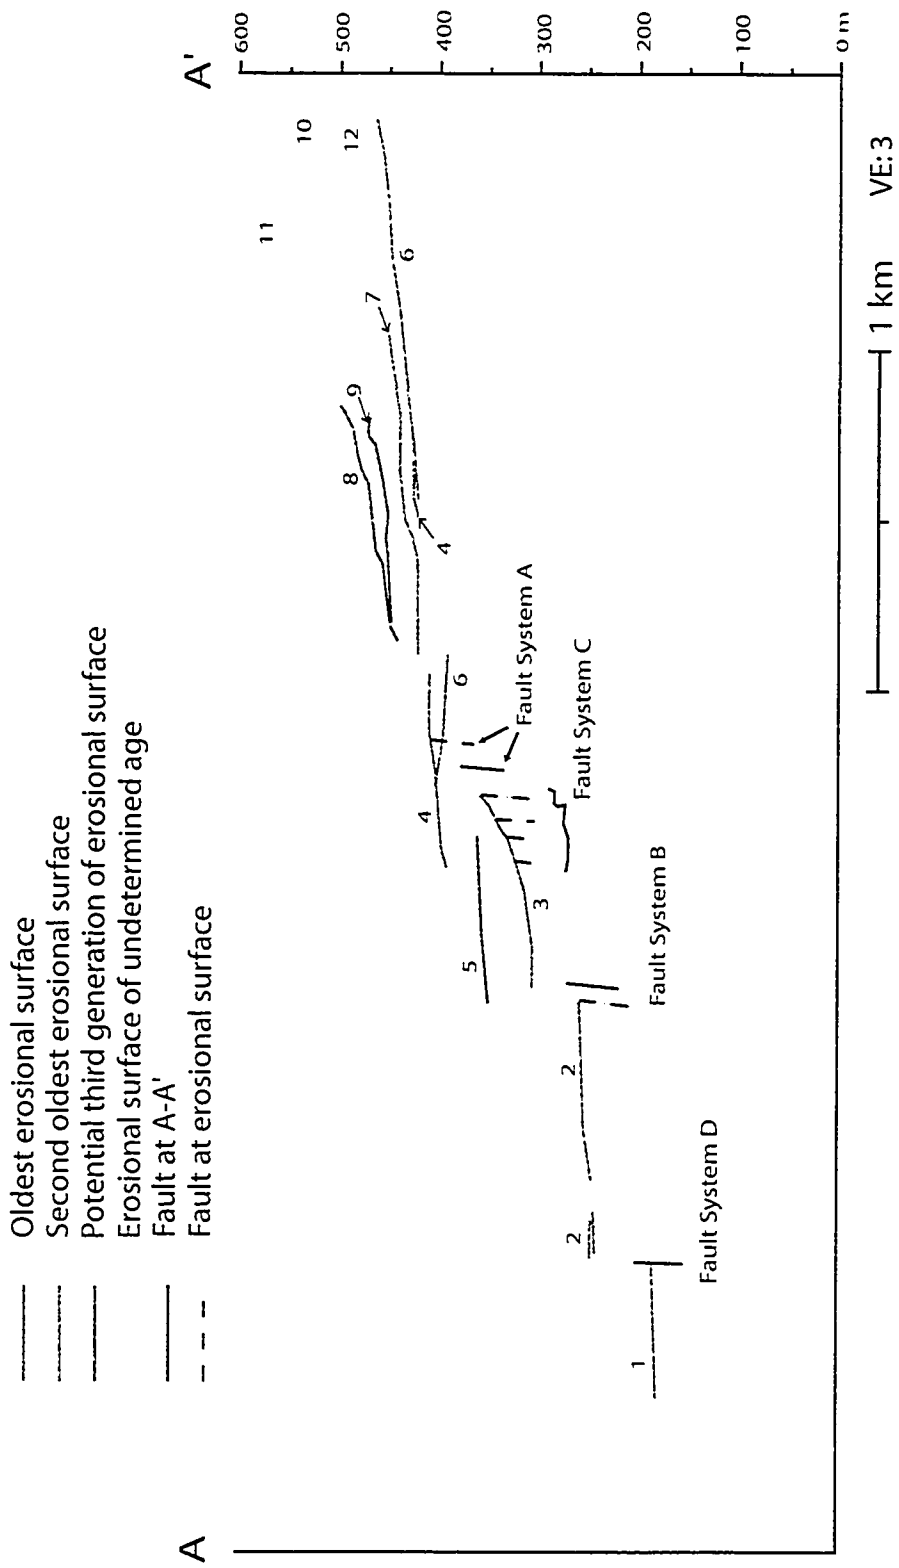 Oldest erosional surface
Second oldest erosional surface
Potential third generation of erosional surface
Erosional surface of undetermined age
Fault at A-A'
Fault at erosional surface
A
A'
600
500
400
300
200
100
0 m
1
Fault System D
2
2
Fault System B
5
3
Fault System C
4
Fault System A
6
4
8
9
7
6
11
12
10
1 km VE:3